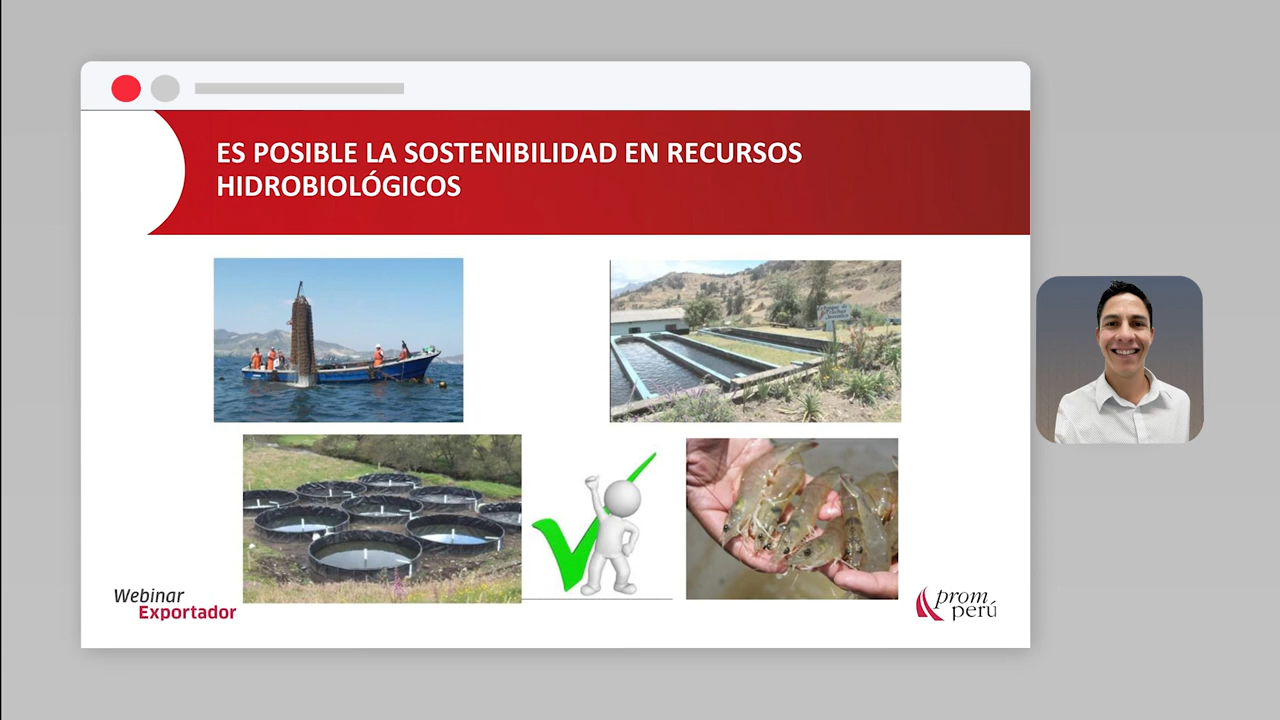 ES POSIBLE LA SOSTENIBILIDAD EN RECURSOS
HIDROBIOLÓGICOS
Webinar
Exportador
prom
perú